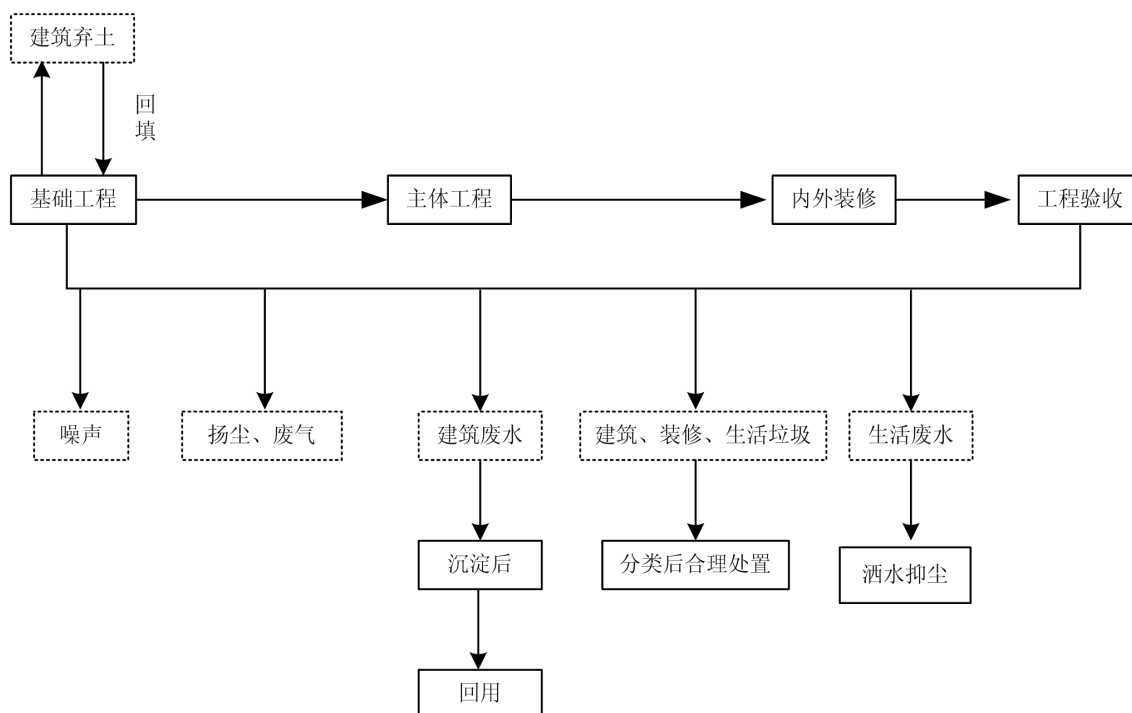 建筑弃土
回
填
基础工程
主体工程
内外装修
工程验收
噪声
扬尘、废气
建筑废水
建筑、装修、生活垃圾
生活废水
沉淀后
分类后合理处置
洒水抑尘
回用